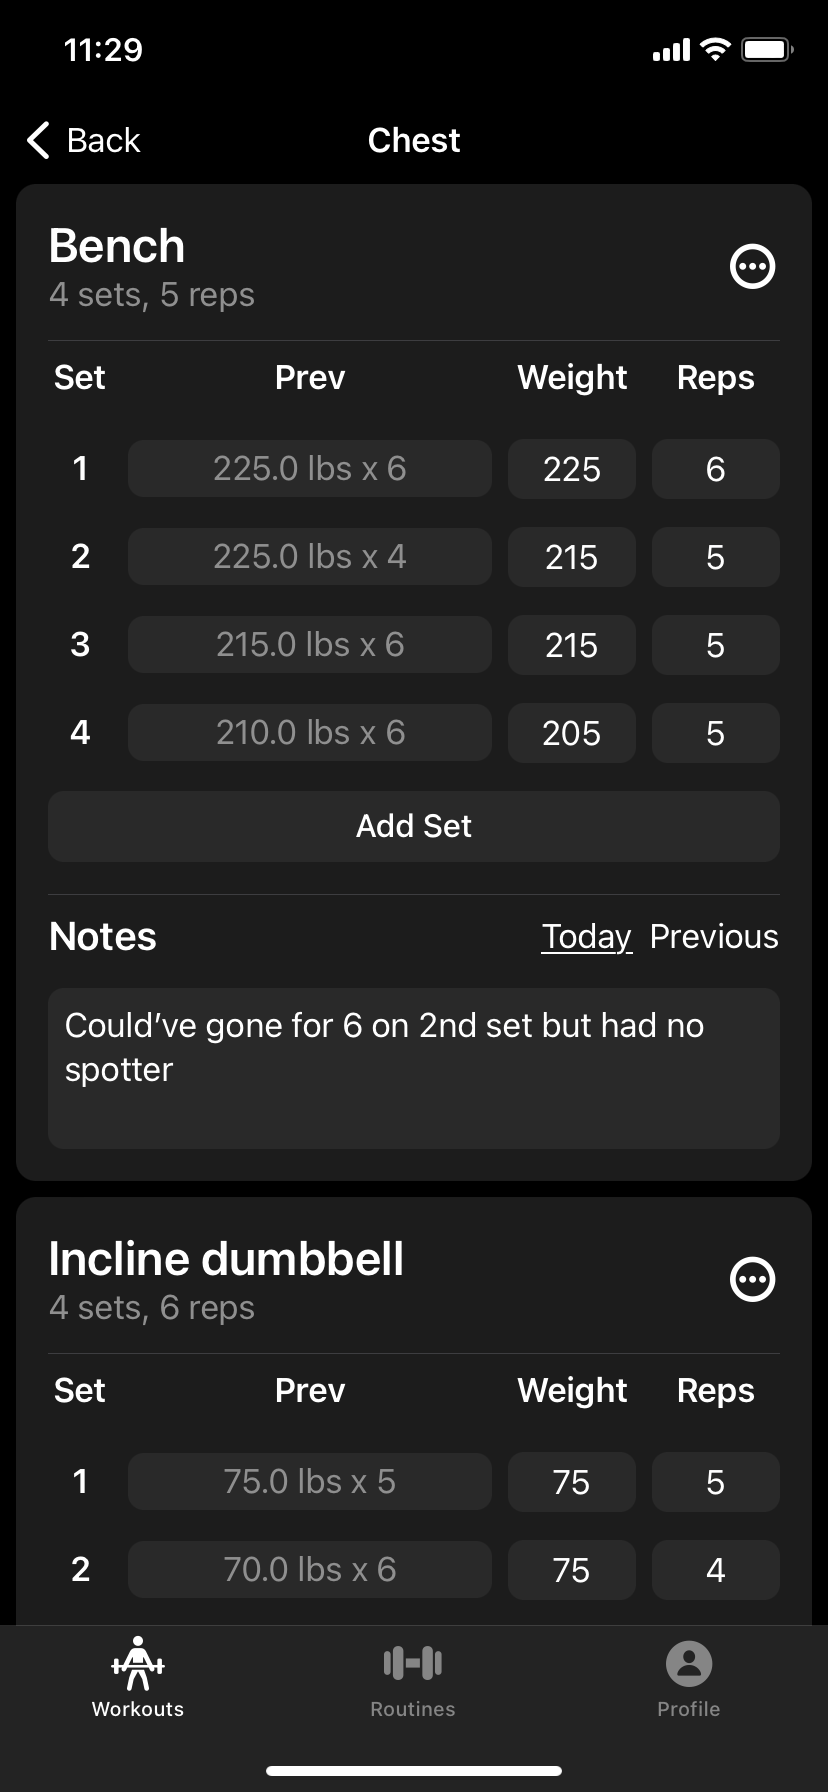 11:29
Back Chest
Bench
4 sets, 5 reps
Set Prev Weight Reps
1 225.0 lbs x 6 225 6
2 225.0 lbs x 4 215 5
3 215.0 lbs x 6 215 5
4 210.0 lbs x 6 205 5
Add Set
Notes Today Previous
Could’ve gone for 6 on 2nd set but had no
spotter
Incline dumbbell
4 sets, 6 reps
Set Prev Weight Reps
1 75.0 lbs x 5 75 5
2 70.0 lbs x 6 75 4
Workouts Routines Profile